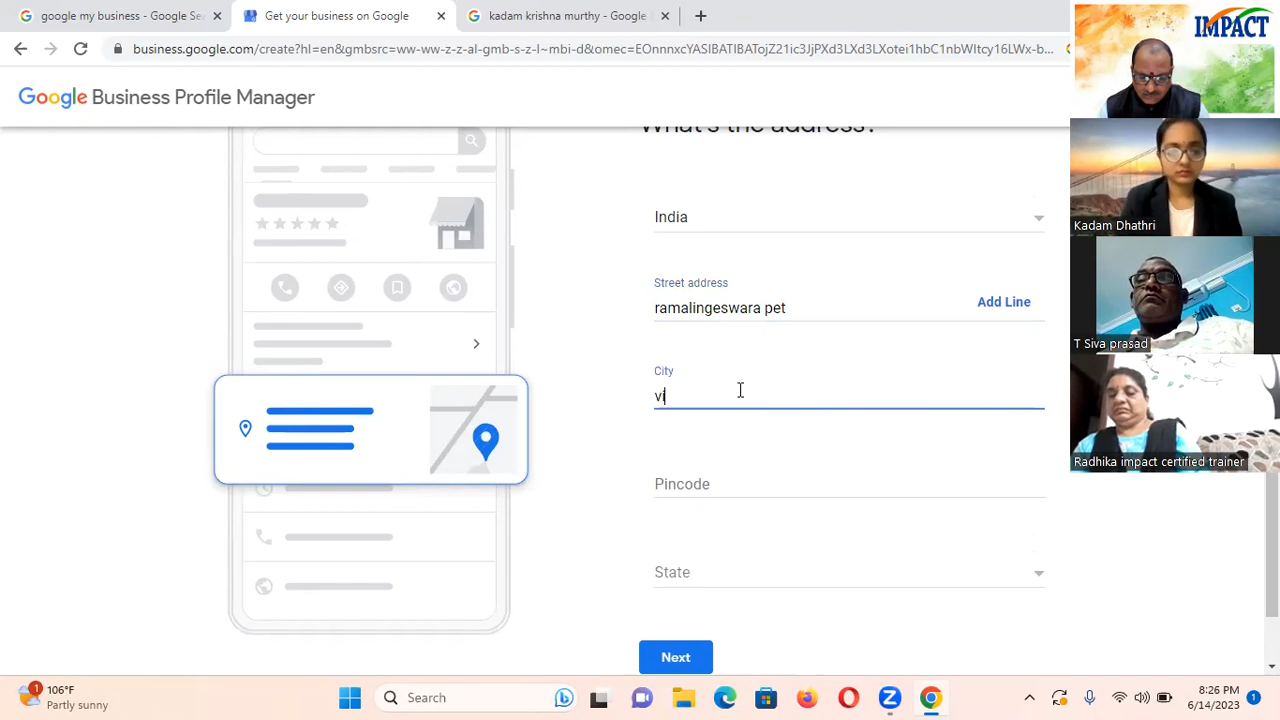 google my business - Google Se
Get your business on Google
kadam krishna murthy - Google
business.google.com/create?hl=en&gmbsrc=ww-ww-z-z-al-gmb-s-z-l~mbi-d&omec=
IMPACT
Google Business Profile Manager
What's the address?
India
Street address
ramalingeswara pet
Add Line
City
vi
Pincode
State
Next
Kadam Dhathri
T Siva prasad
Radhika impact certified trainer
1
106°F
Partly sunny
Search
8:26 PM
6/14/2023
1